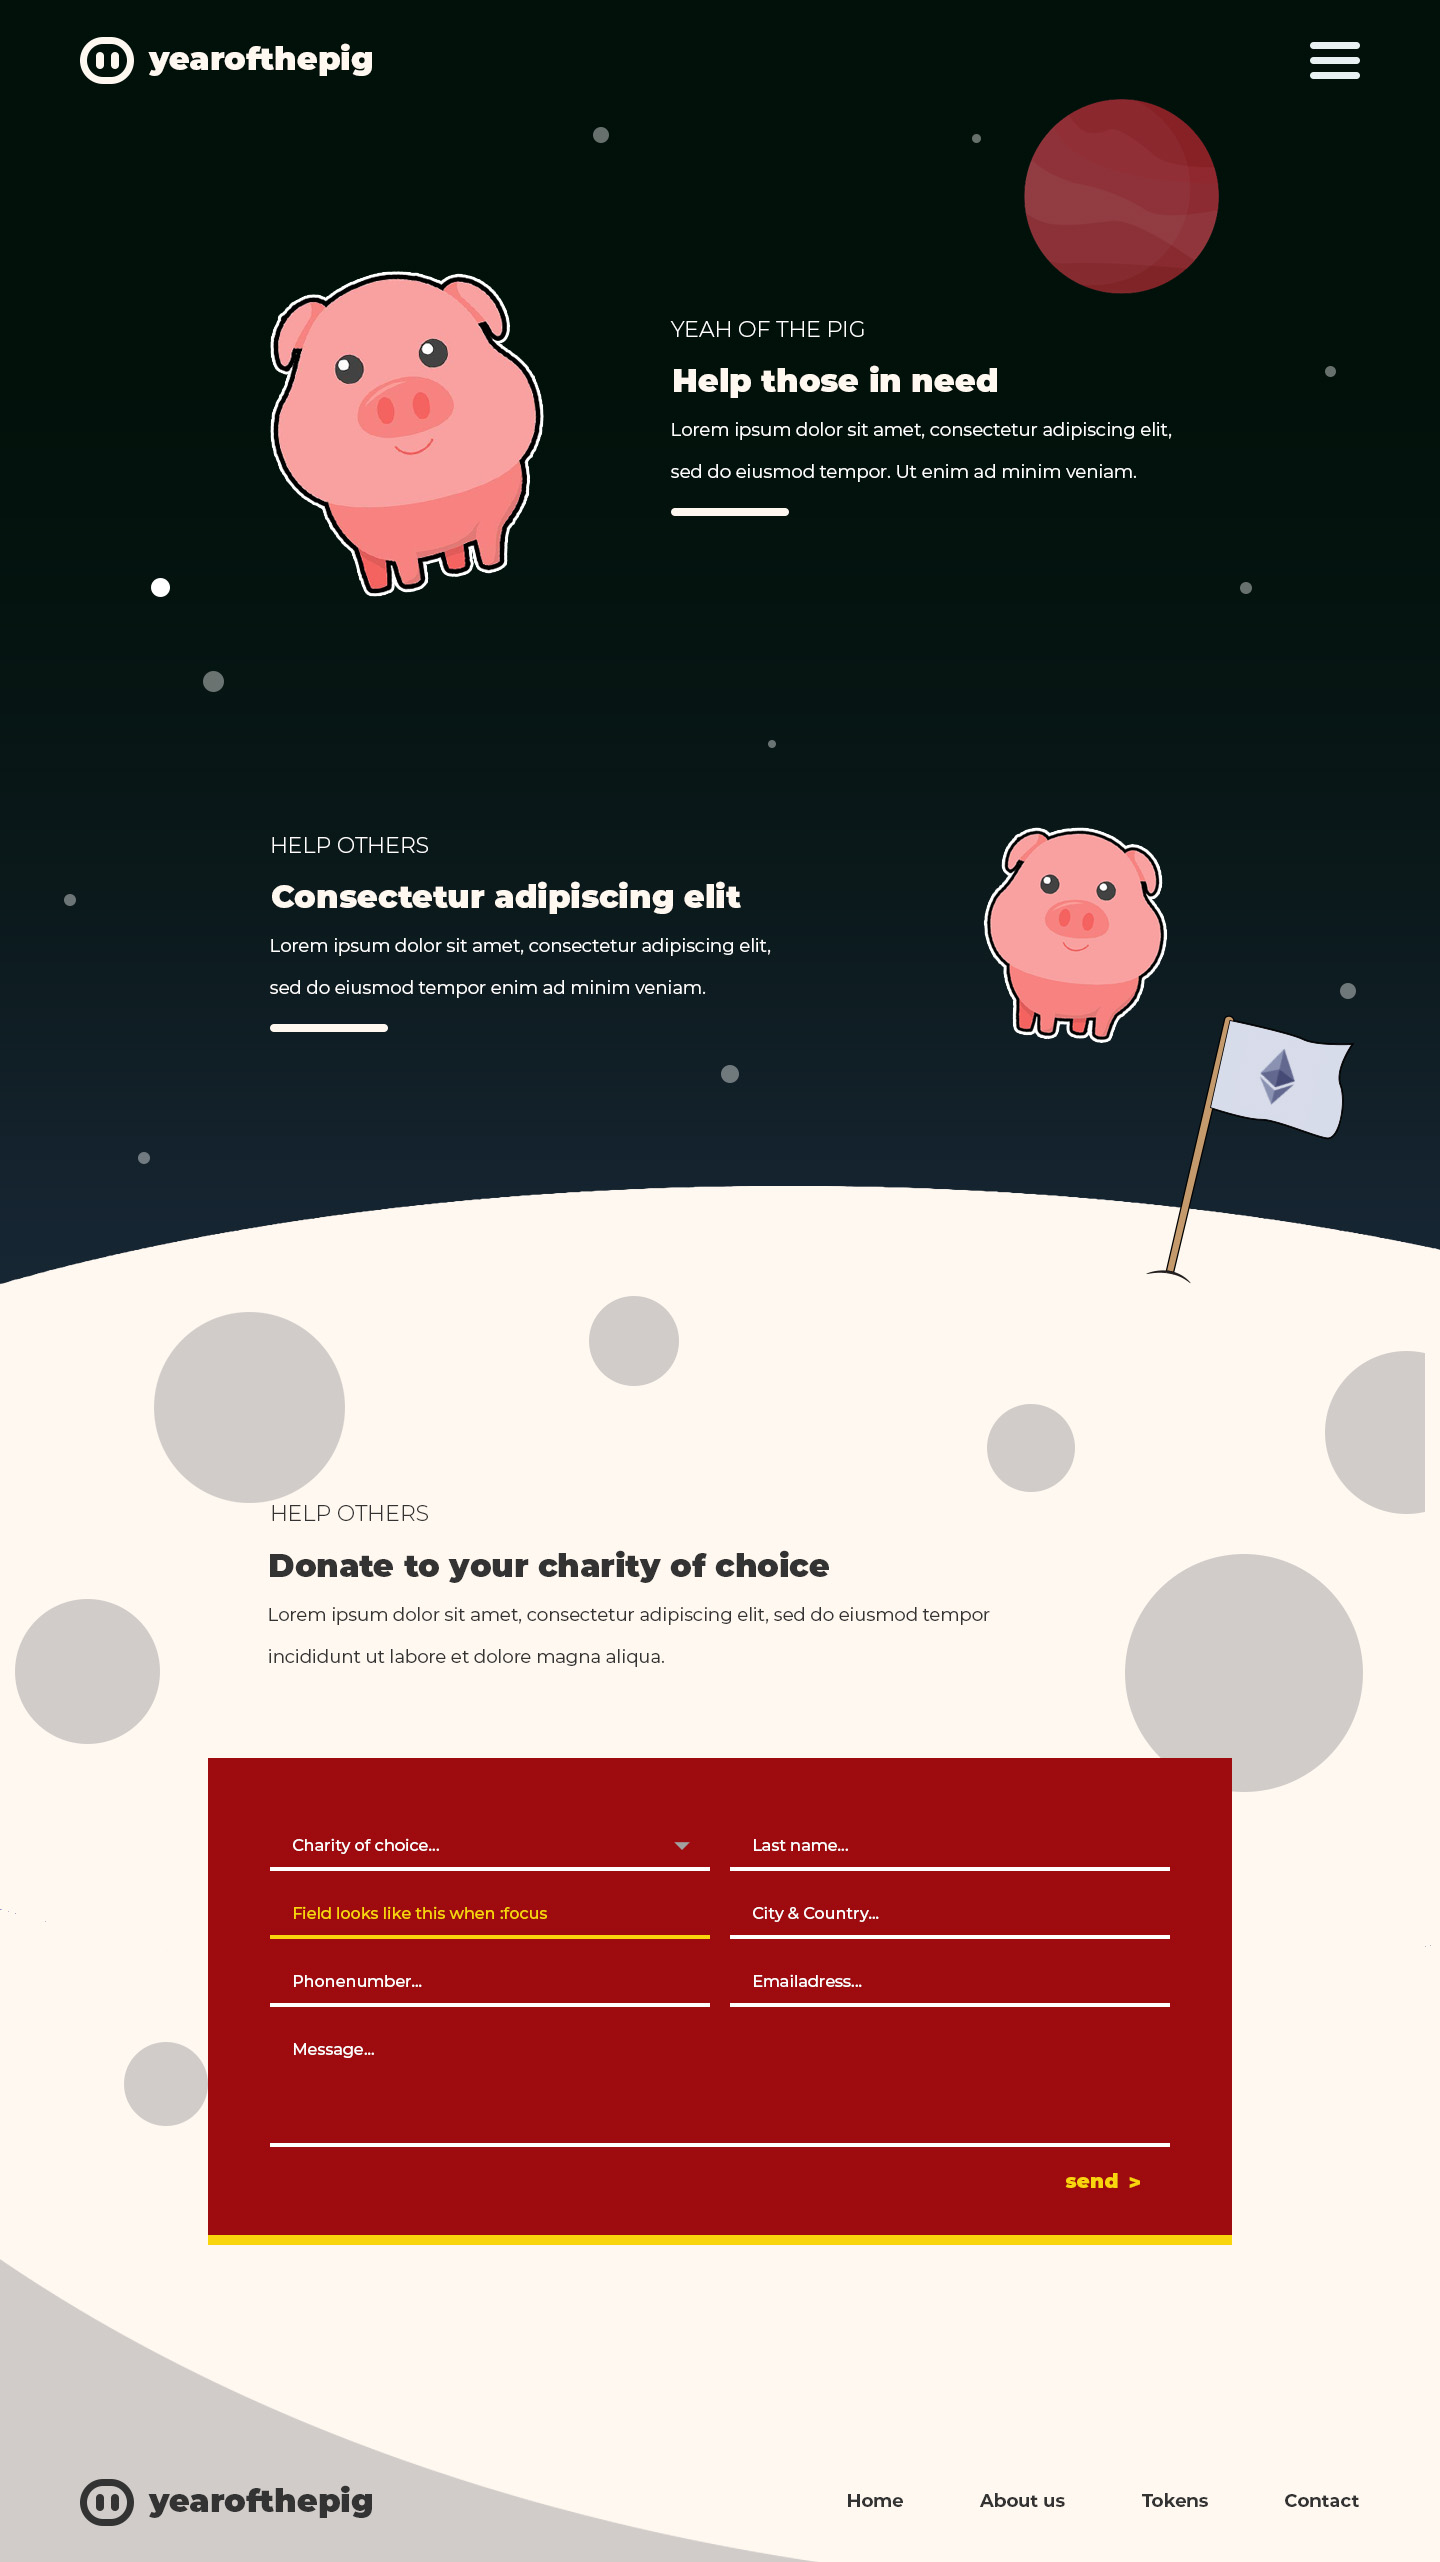 yearofthepig
YEAH OF THE PIG
Help those in need
Lorem ipsum dolor sit amet, consectetur adipiscing elit,
sed do eiusmod tempor. Ut enim ad minim veniam.
HELP OTHERS
Consectetur adipiscing elit
Lorem ipsum dolor sit amet, consectetur adipiscing elit,
sed do eiusmod tempor enim ad minim veniam.
HELP OTHERS
Donate to your charity of choice
Lorem ipsum dolor sit amet, consectetur adipiscing elit, sed do eiusmod tempor
incididunt ut labore et dolore magna aliqua.
Charity of choice...
Last name...
Field looks like this when :focus
City & Country...
Phonenumber...
Emailadress...
Message...
send >
yearofthepig
Home About us Tokens Contact